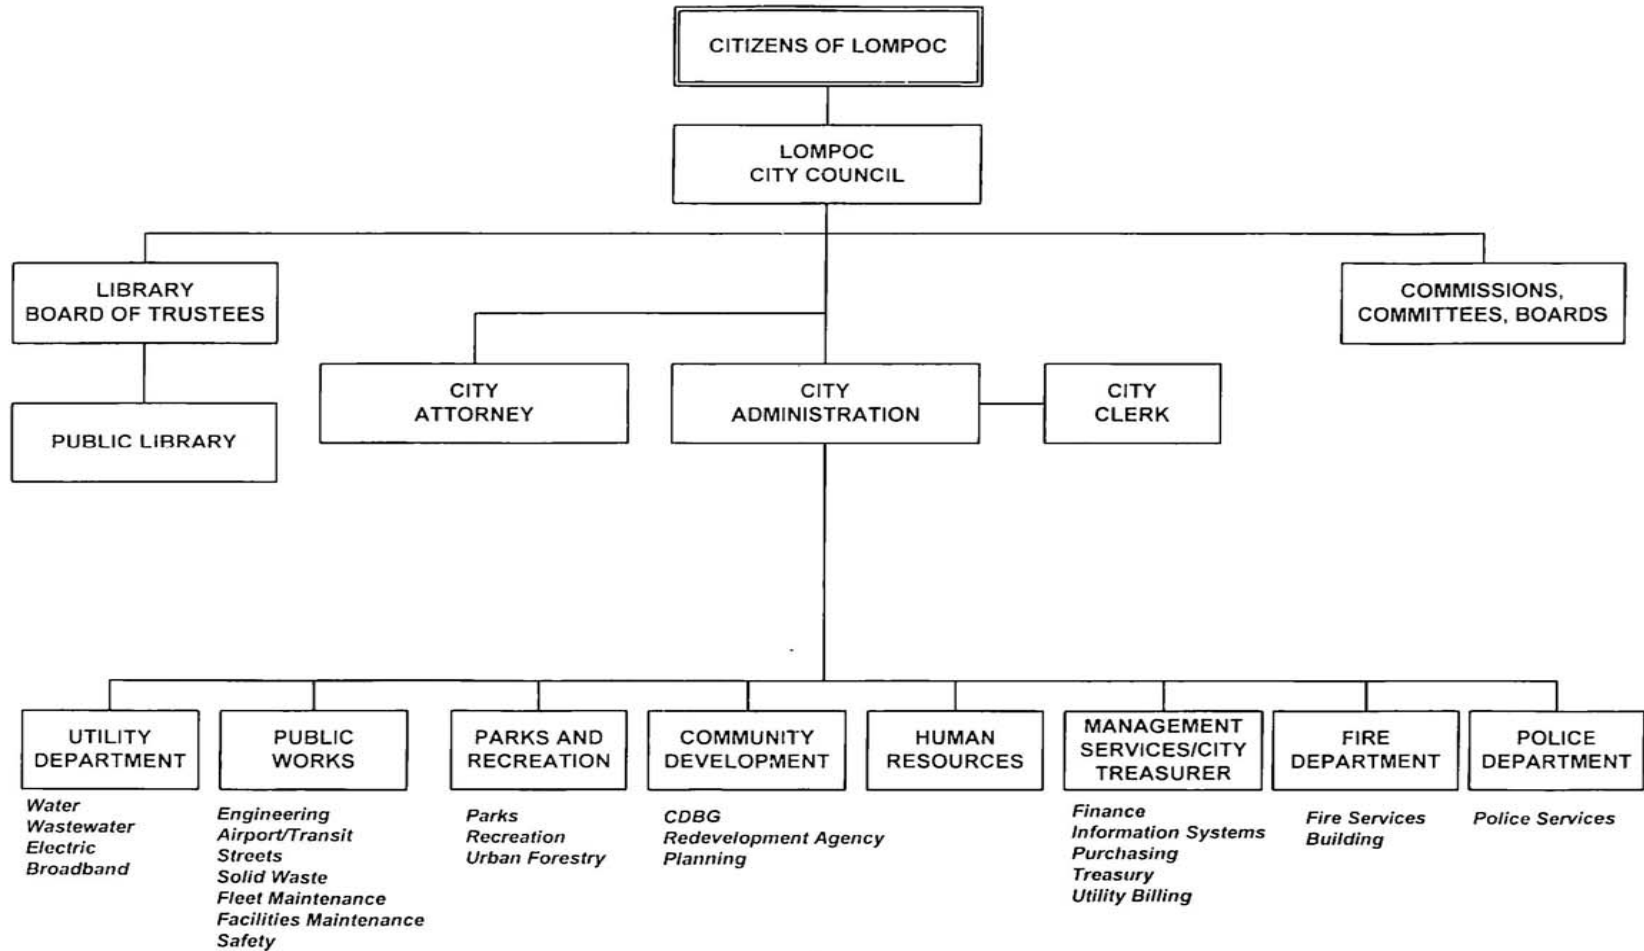 CITIZENS OF LOMPOC
LOMPOC
CITY COUNCIL
LIBRARY
BOARD OF TRUSTEES
COMMISSIONS,
COMMITTEES, BOARDS
PUBLIC LIBRARY
CITY
ATTORNEY
CITY
ADMINISTRATION
CITY
CLERK
UTILITY
DEPARTMENT
Water
Wastewater
Electric
Broadband
PUBLIC
WORKS
Engineering
Airport/Transit
Streets
Solid Waste
Fleet Maintenance
Facilities Maintenance
Safety
PARKS AND
RECREATION
Parks
Recreation
Urban Forestry
COMMUNITY
DEVELOPMENT
CDBG
Redevelopment Agency
Planning
HUMAN
RESOURCES
MANAGEMENT
SERVICES/CITY
TREASURER
Finance
Information Systems
Purchasing
Treasury
Utility Billing
FIRE
DEPARTMENT
Fire Services
Building
POLICE
DEPARTMENT
Police Services